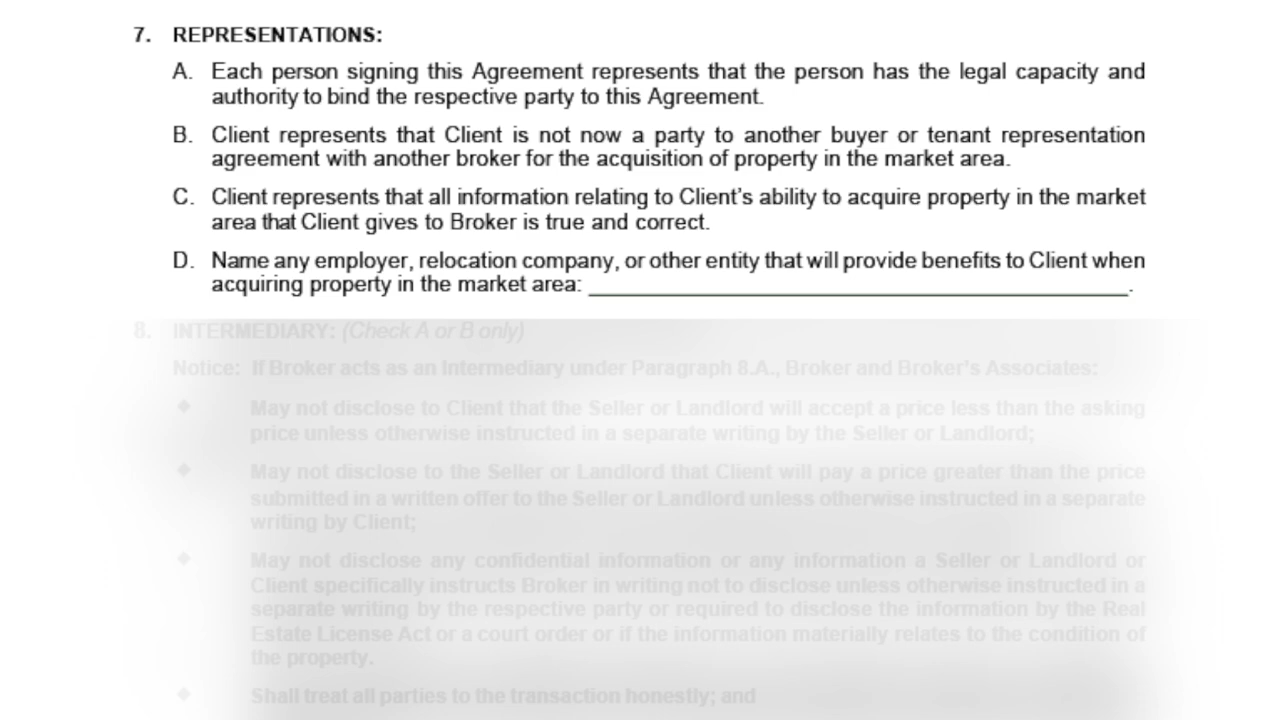 7. REPRESENTATIONS:
A. Each person signing this Agreement represents that the person has the legal capacity and
authority to bind the respective party to this Agreement.
B. Client represents that Client is not now a party to another buyer or tenant representation
agreement with another broker for the acquisition of property in the market area.
C. Client represents that all information relating to Client's ability to acquire property in the market
area that Client gives to Broker is true and correct.
D. Name any employer, relocation company, or other entity that will provide benefits to Client when
acquiring property in the market area: ______________________________________________.
8. INTERMEDIARY: (Check A or B only)
Notice: If Broker acts as an Intermediary under Paragraph 8.A., Broker and Broker's Associates:
◆ May not disclose to Client that the Seller or Landlord will accept a price less than the asking
price unless otherwise instructed in a separate writing by the Seller or Landlord;
◆ May not disclose to the Seller or Landlord that Client will pay a price greater than the price
submitted in a written offer to the Seller or Landlord unless otherwise instructed in a separate
writing by Client;
◆ May not disclose any confidential information or any information a Seller or Landlord or
Client specifically instructs Broker in writing not to disclose unless otherwise instructed in a
separate writing by the respective party or required to disclose the information by the Real
Estate License Act or a court order or if the information materially relates to the condition of
the property.
◆ Shall treat all parties to the transaction honestly; and